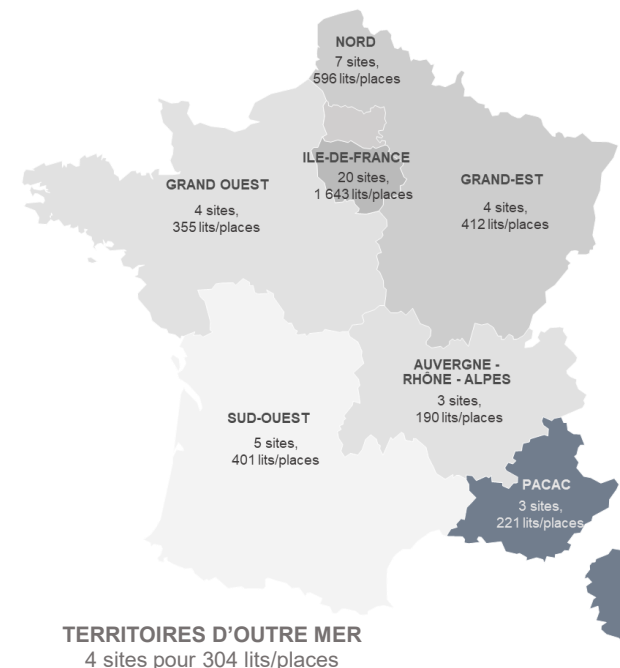 NORD
7 sites,
596 lits/places
ILE-DE-FRANCE
20 sites,
1 643 lits/places
GRAND OUEST
4 sites,
355 lits/places
GRAND-EST
4 sites,
412 lits/places
AUVERGNE -
RHÔNE - ALPES
3 sites,
190 lits/places
SUD-OUEST
5 sites,
401 lits/places
PACAC
3 sites,
221 lits/places
TERRITOIRES D’OUTRE MER
4 sites pour 304 lits/places